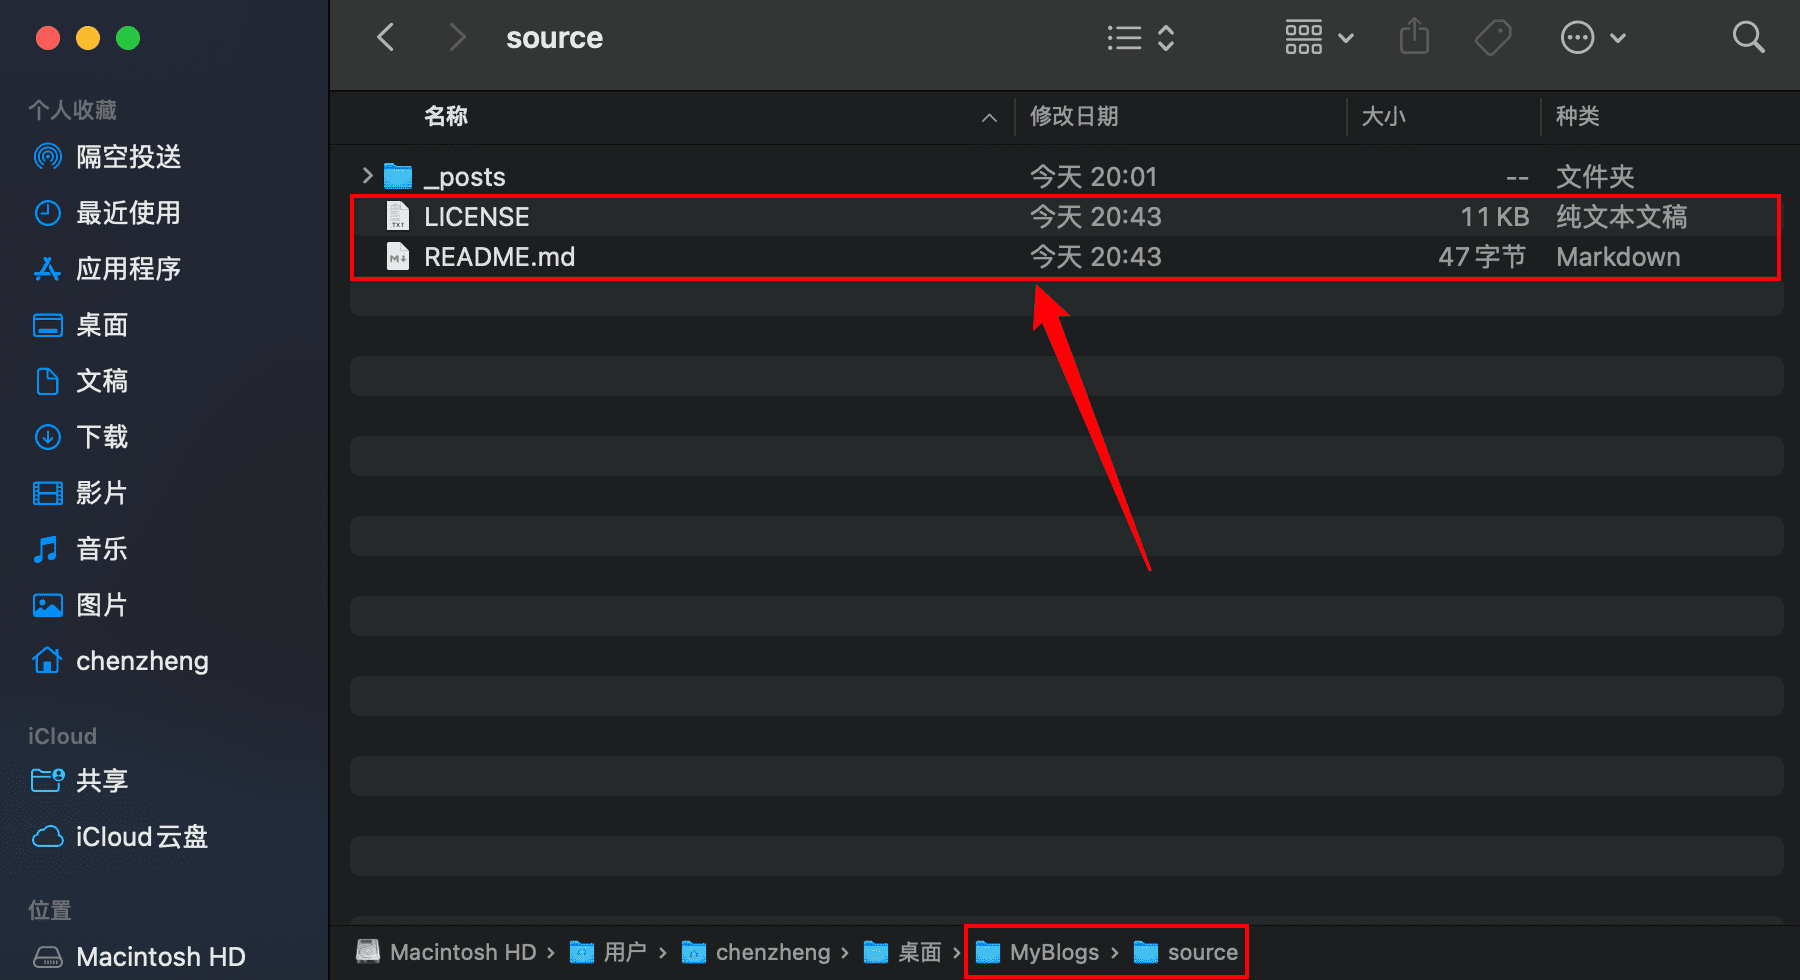 source
个人收藏
隔空投送
最近使用
应用程序
桌面
文稿
下载
影片
音乐
图片
chenzheng
iCloud
共享
iCloud云盘
位置
Macintosh HD
名称 修改日期 大小 种类
_posts 今天 20:01 -- 文件夹
LICENSE 今天 20:43 11 KB 纯文本文稿
README.md 今天 20:43 47 字节 Markdown
Macintosh HD › 用户 › chenzheng › 桌面 › MyBlogs › source